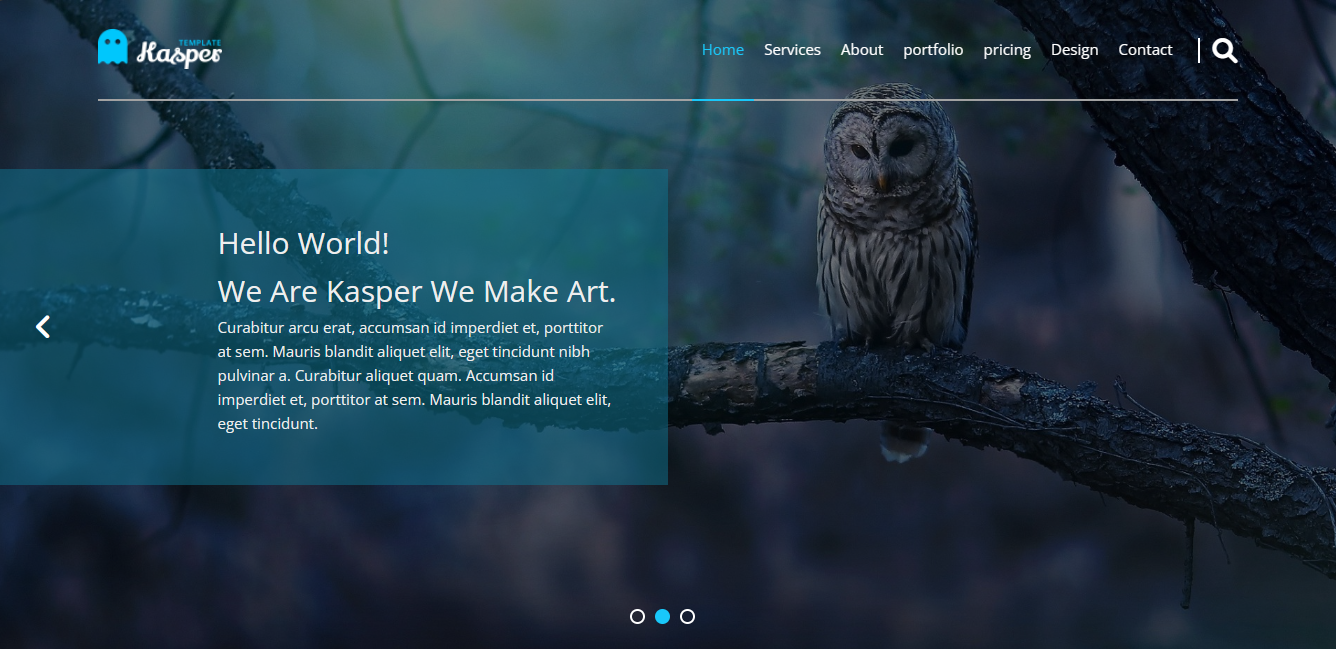 TEMPLATE
Kasper
Home Services About portfolio pricing Design Contact
Hello World!
We Are Kasper We Make Art.
Curabitur arcu erat, accumsan id imperdiet et, porttitor
at sem. Mauris blandit aliquet elit, eget tincidunt nibh
pulvinar a. Curabitur aliquet quam. Accumsan id
imperdiet et, porttitor at sem. Mauris blandit aliquet elit,
eget tincidunt.